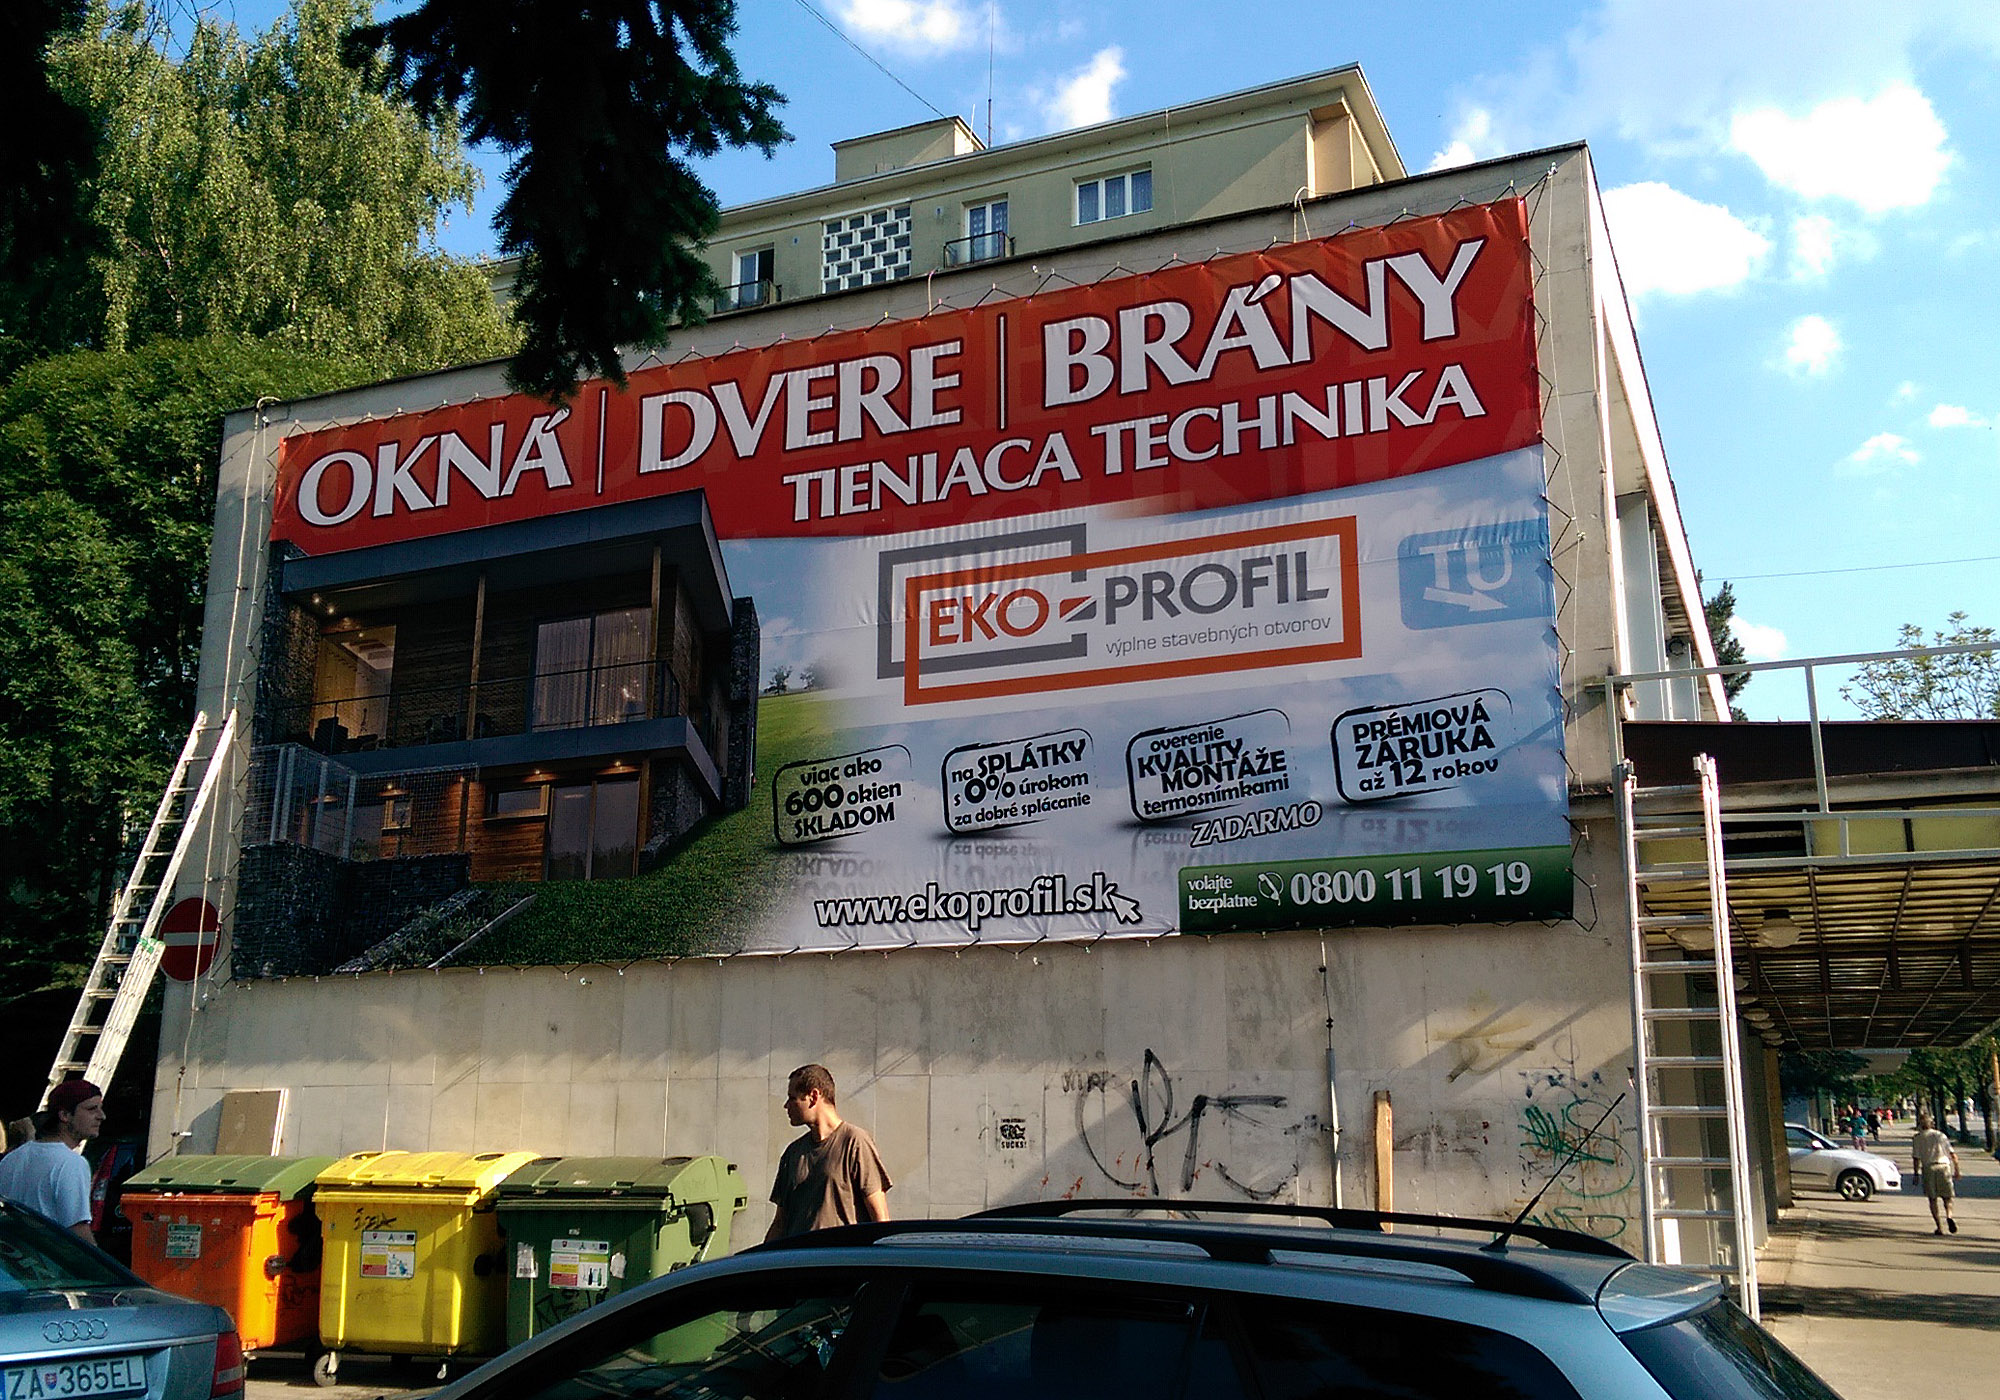 OKNÁ | DVERE | BRÁNY
TIENIACA TECHNIKA
EKO PROFIL
výplne stavebných otvorov
TU
viac ako
600 okien
SKLADOM
na SPLÁTKY
s 0% úrokom
za dobré splácanie
overenie
KVALITY
MONTÁŽE
termosnímkami
ZADARMO
PRÉMIOVÁ
ZÁRUKA
až 12 rokov
www.ekoprofil.sk
volajte
bezplatne
0800 11 19 19
SUCKS!
ZA 365EL